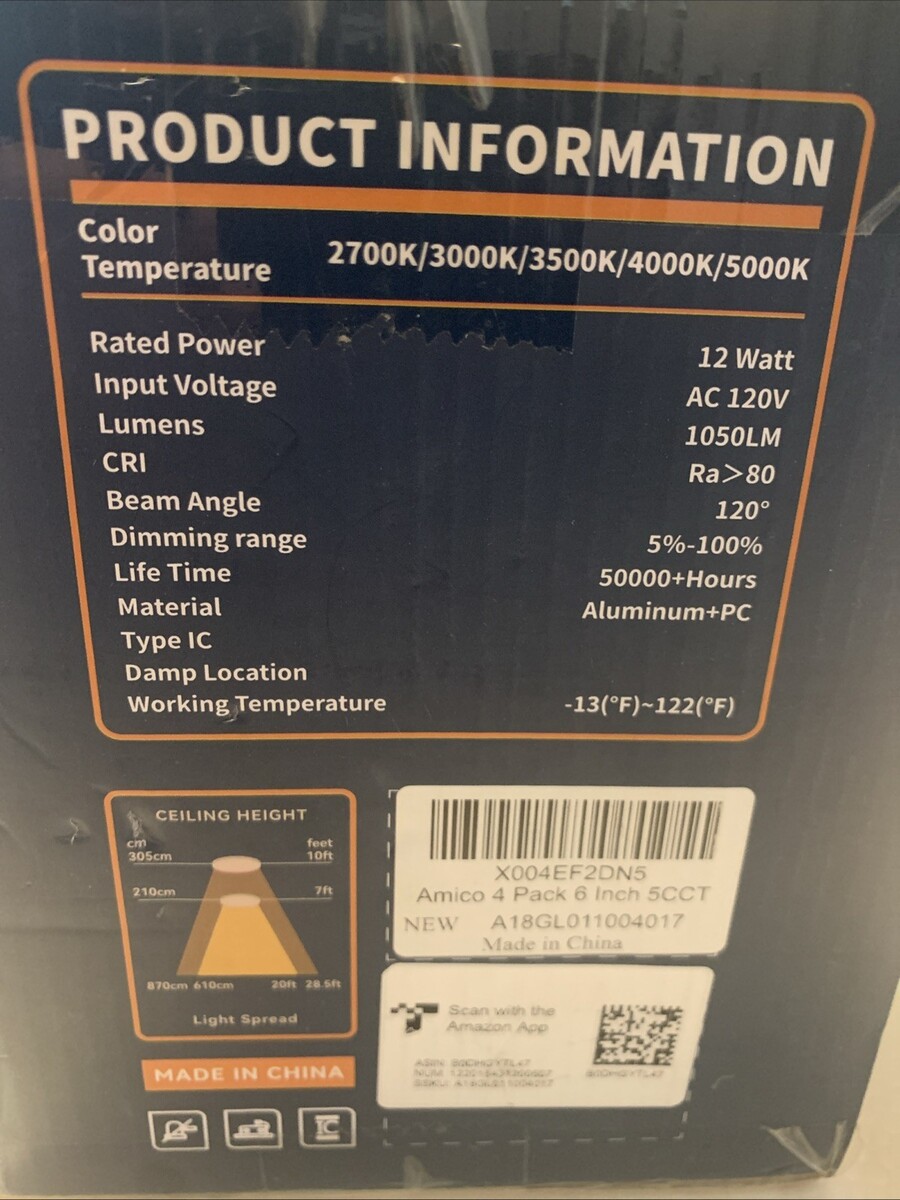 PRODUCT INFORMATION
Color Temperature 2700K/3000K/3500K/4000K/5000K
Rated Power 12 Watt
Input Voltage AC 120V
Lumens 1050LM
CRI Ra＞80
Beam Angle 120°
Dimming range 5%-100%
Life Time 50000+Hours
Material Aluminum+PC
Type IC
Damp Location
Working Temperature -13(°F)~122(°F)
CEILING HEIGHT
cm feet
305cm 10ft
210cm 7ft
870cm 610cm 20ft 28.5ft
Light Spread
MADE IN CHINA
IC
X004EF2DN5
Amico 4 Pack 6 Inch 5CCT
NEW A18GL011004017
Made in China
Scan with the
Amazon App
ASIN: